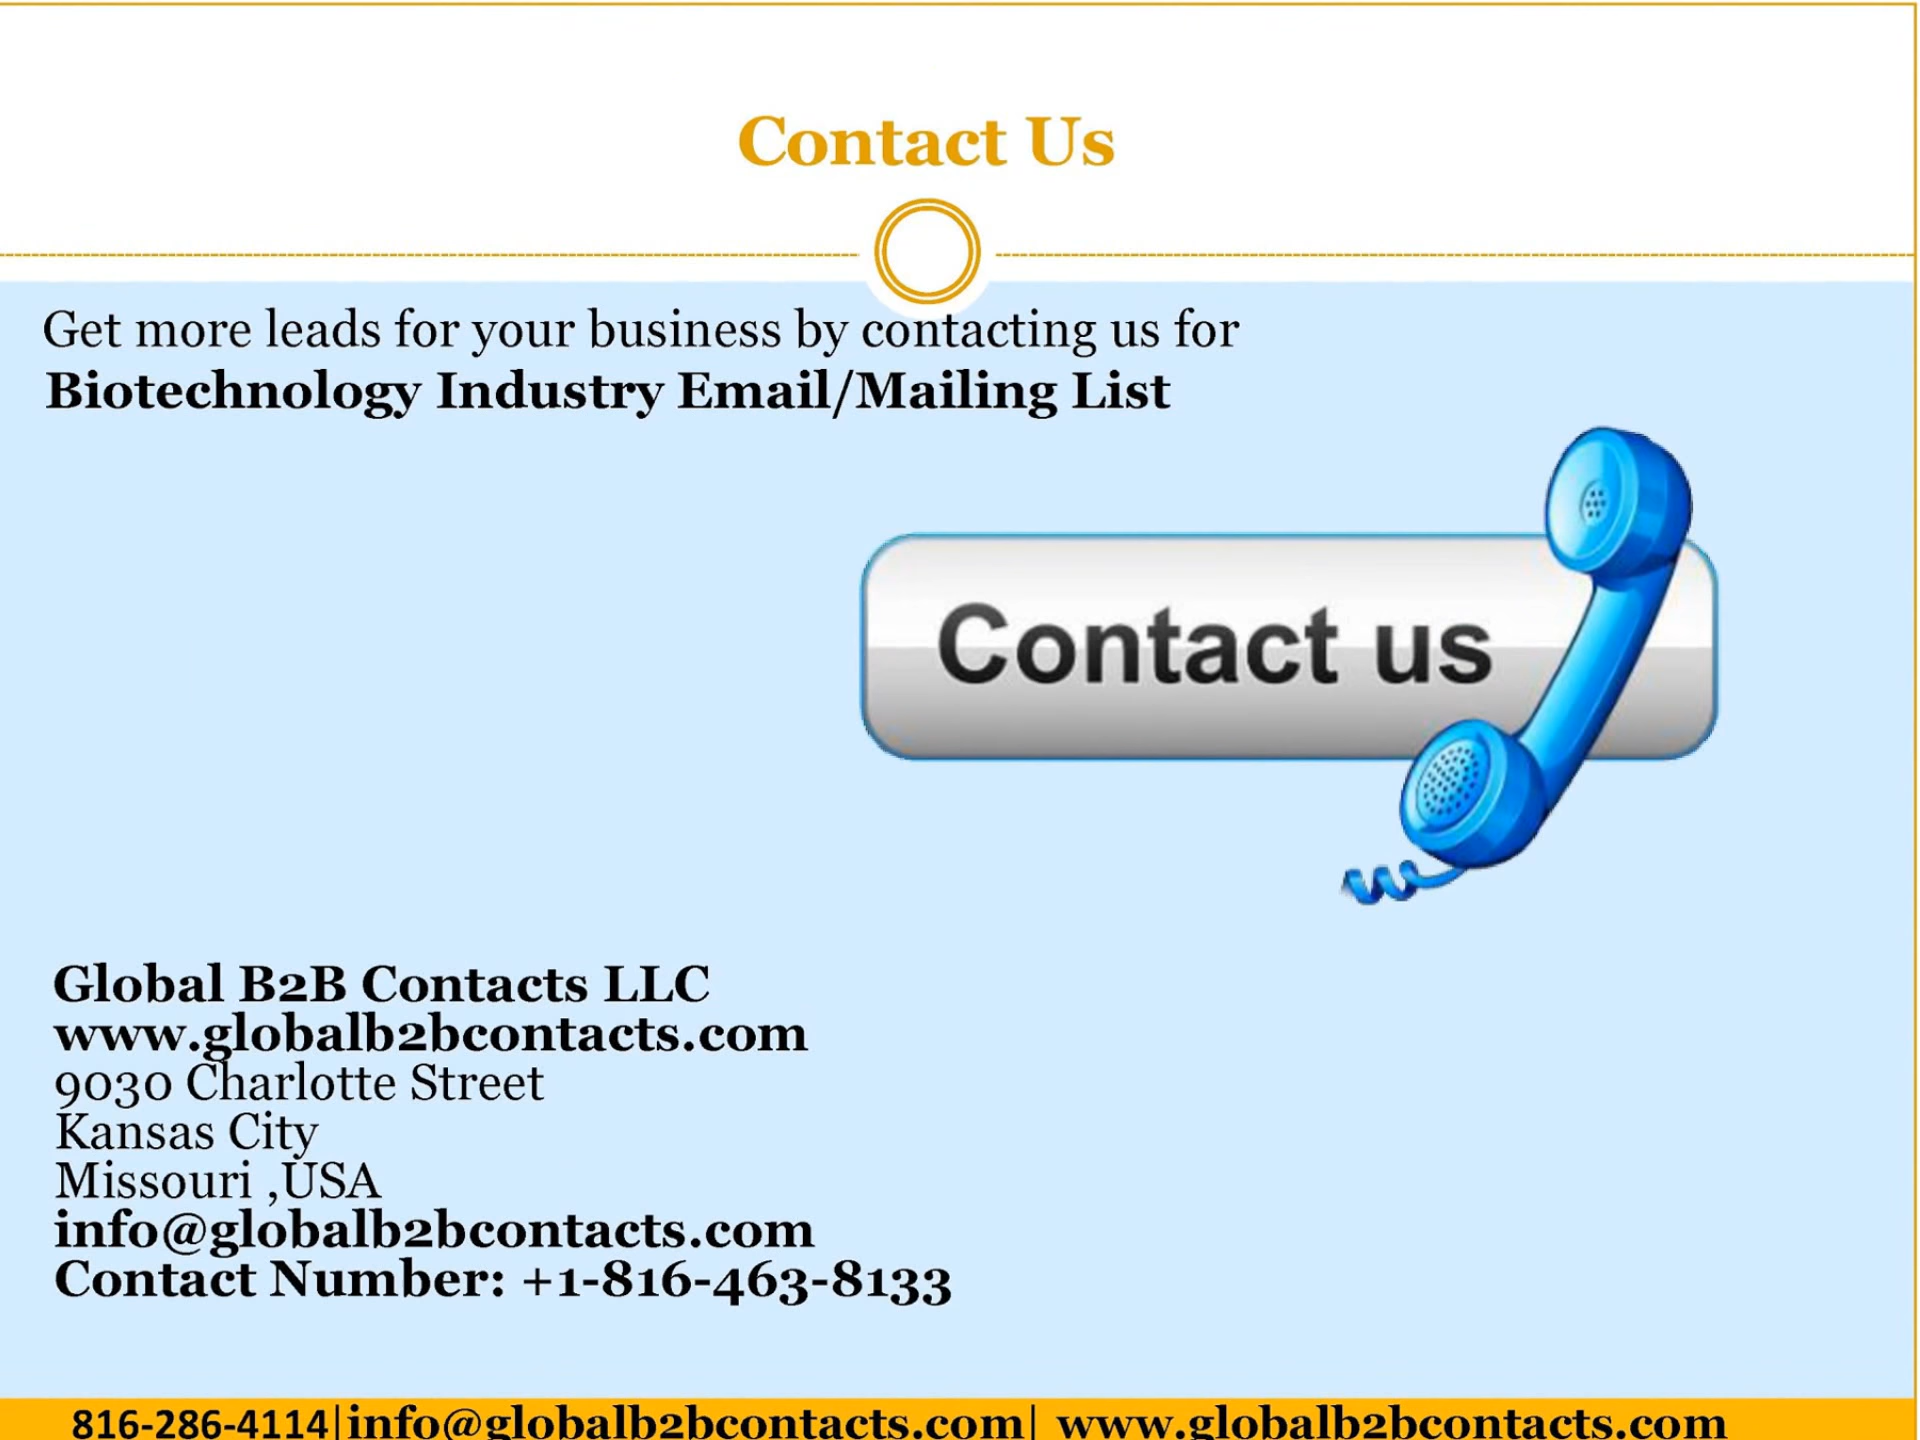 Contact Us
Get more leads for your business by contacting us for
Biotechnology Industry Email/Mailing List
Contact us
Global B2B Contacts LLC
www.globalb2bcontacts.com
9030 Charlotte Street
Kansas City
Missouri ,USA
info@globalb2bcontacts.com
Contact Number: +1-816-463-8133
816-286-4114|info@globalb2bcontacts.com| www.globalb2bcontacts.com